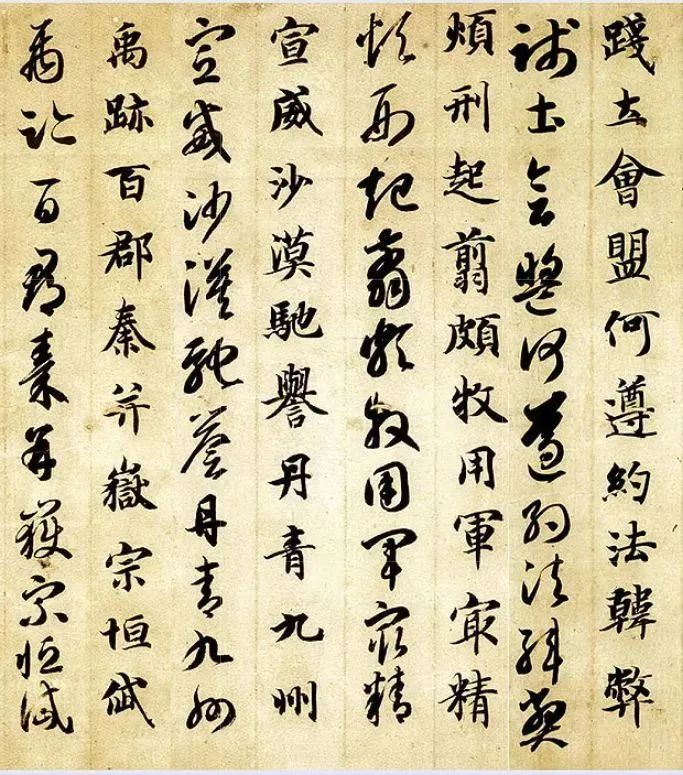 踐土會盟何遵約法韓弊
踐土會盟何遵約法韓弊
煩刑起翦頗牧用軍㝡精
煩刑起翦頗牧用軍㝡精
宣威沙漠馳譽丹青九州
宣威沙漠馳譽丹青九州
禹跡百郡秦并嶽宗恒岱
禹跡百郡秦并嶽宗恒岱